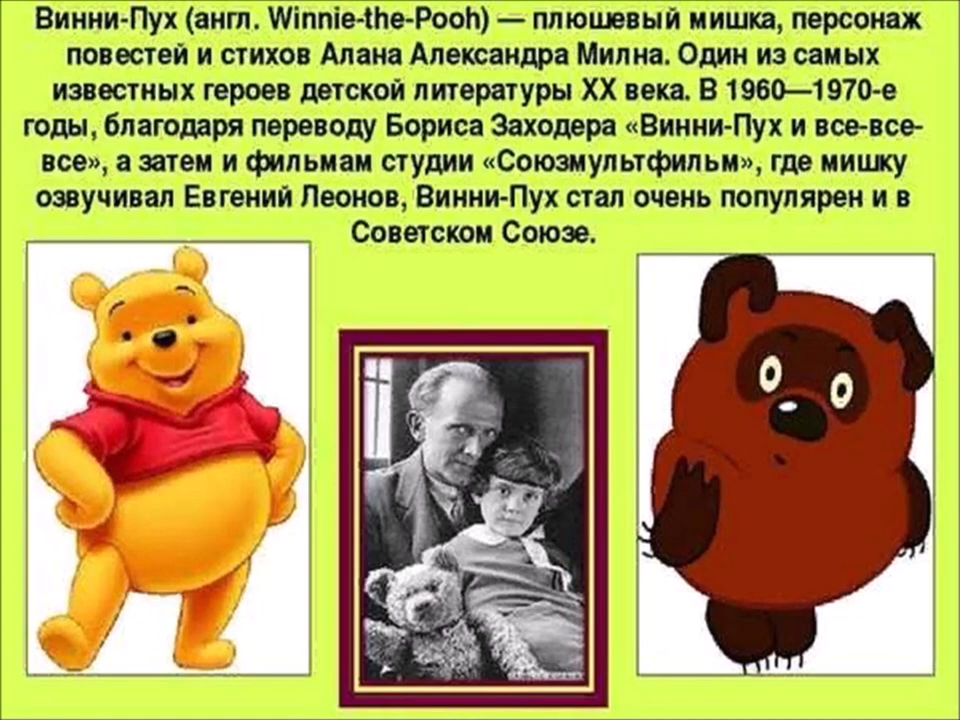 Винни-Пух (англ. Winnie-the-Pooh) — плюшевый мишка, персонаж
повестей и стихов Алана Александра Милна. Один из самых
известных героев детской литературы XX века. В 1960—1970-е
годы, благодаря переводу Бориса Заходера «Винни-Пух и все-все-
все», а затем и фильмам студии «Союзмультфильм», где мишку
озвучивал Евгений Леонов, Винни-Пух стал очень популярен и в
Советском Союзе.